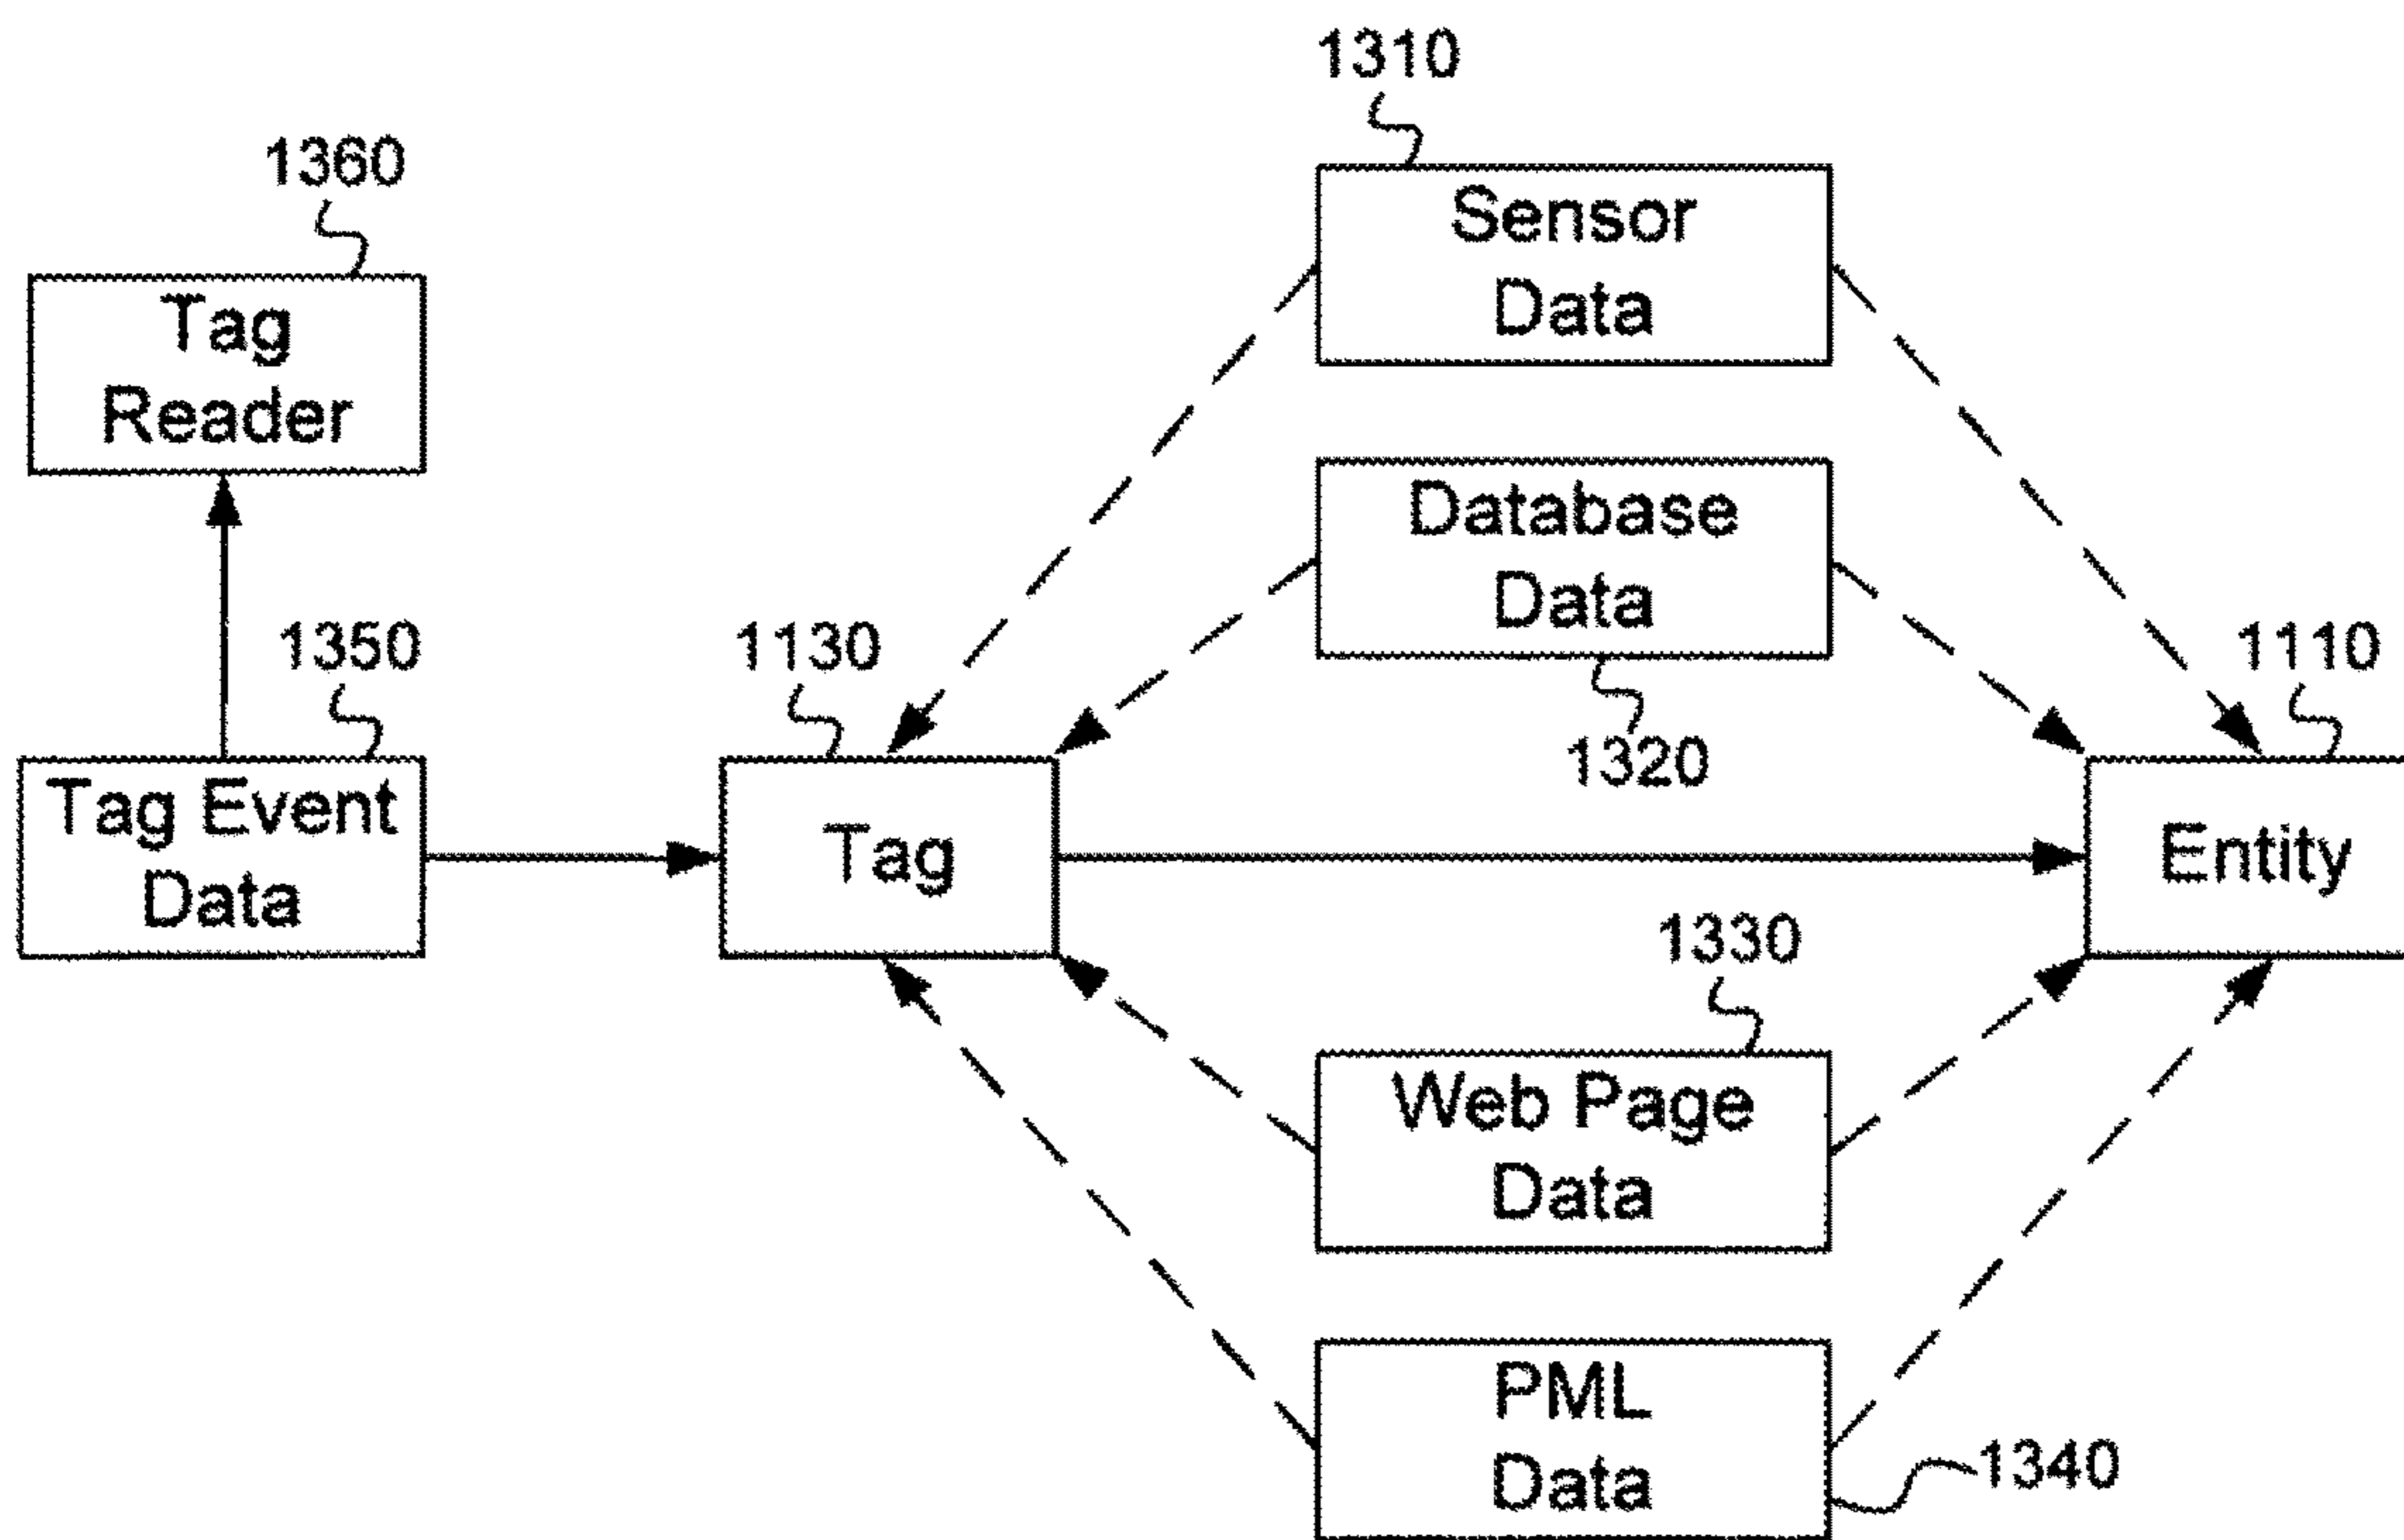 1310
1360
Sensor
Data
Tag
Reader
Database
Data
1350
1130
1110
1320
Tag Event
Data
Tag
Entity
1330
Web Page
Data
PML
Data
1340